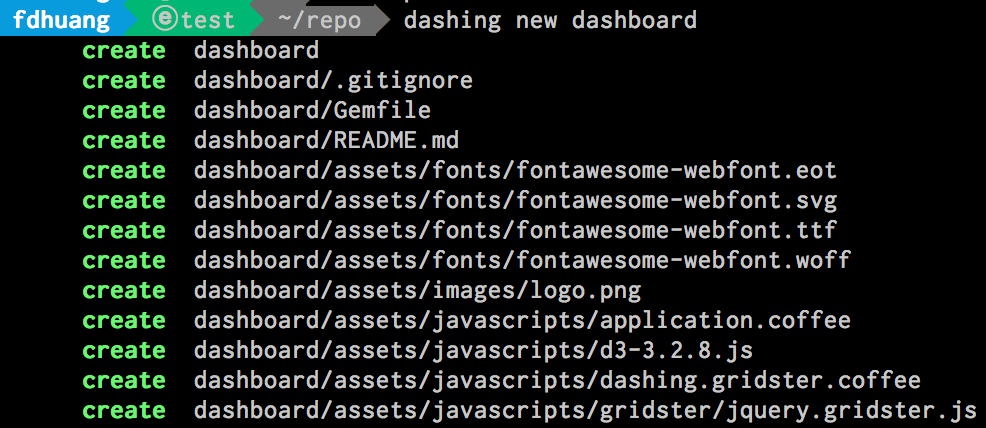 fdhuang ⓔtest ~/repo dashing new dashboard
create dashboard
create dashboard/.gitignore
create dashboard/Gemfile
create dashboard/README.md
create dashboard/assets/fonts/fontawesome-webfont.eot
create dashboard/assets/fonts/fontawesome-webfont.svg
create dashboard/assets/fonts/fontawesome-webfont.ttf
create dashboard/assets/fonts/fontawesome-webfont.woff
create dashboard/assets/images/logo.png
create dashboard/assets/javascripts/application.coffee
create dashboard/assets/javascripts/d3-3.2.8.js
create dashboard/assets/javascripts/dashing.gridster.coffee
create dashboard/assets/javascripts/gridster/jquery.gridster.js